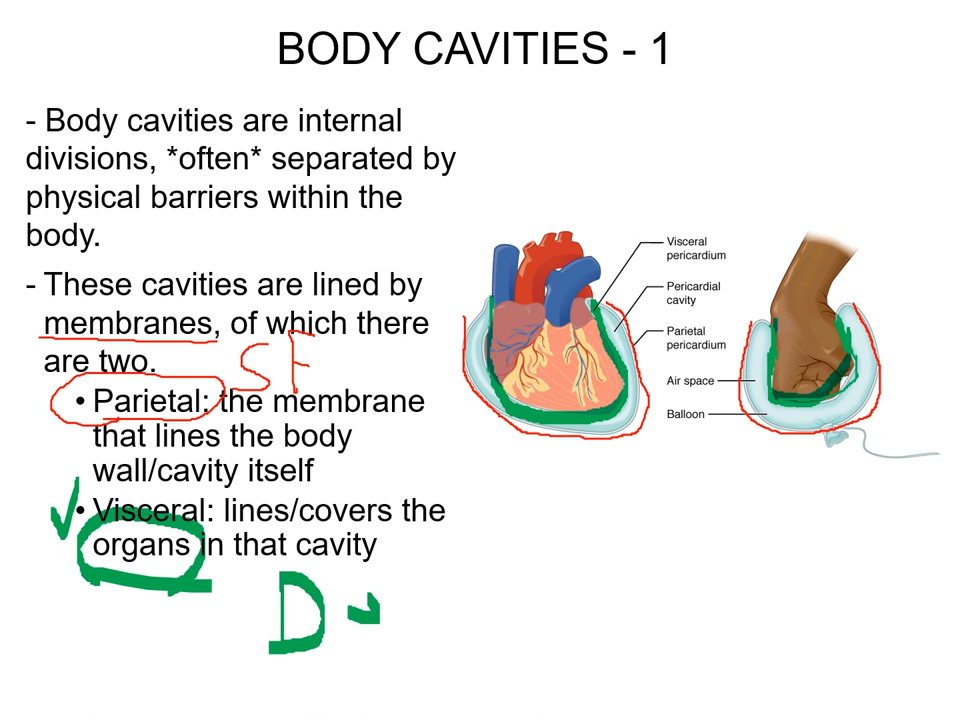 BODY CAVITIES - 1
- Body cavities are internal
divisions, *often* separated by
physical barriers within the
body.
- These cavities are lined by
membranes, of which there
are two.
• Parietal: the membrane
that lines the body
wall/cavity itself
• Visceral: lines/covers the
organs in that cavity
Visceral
pericardium
Pericardial
cavity
Parietal
pericardium
Air space
Balloon